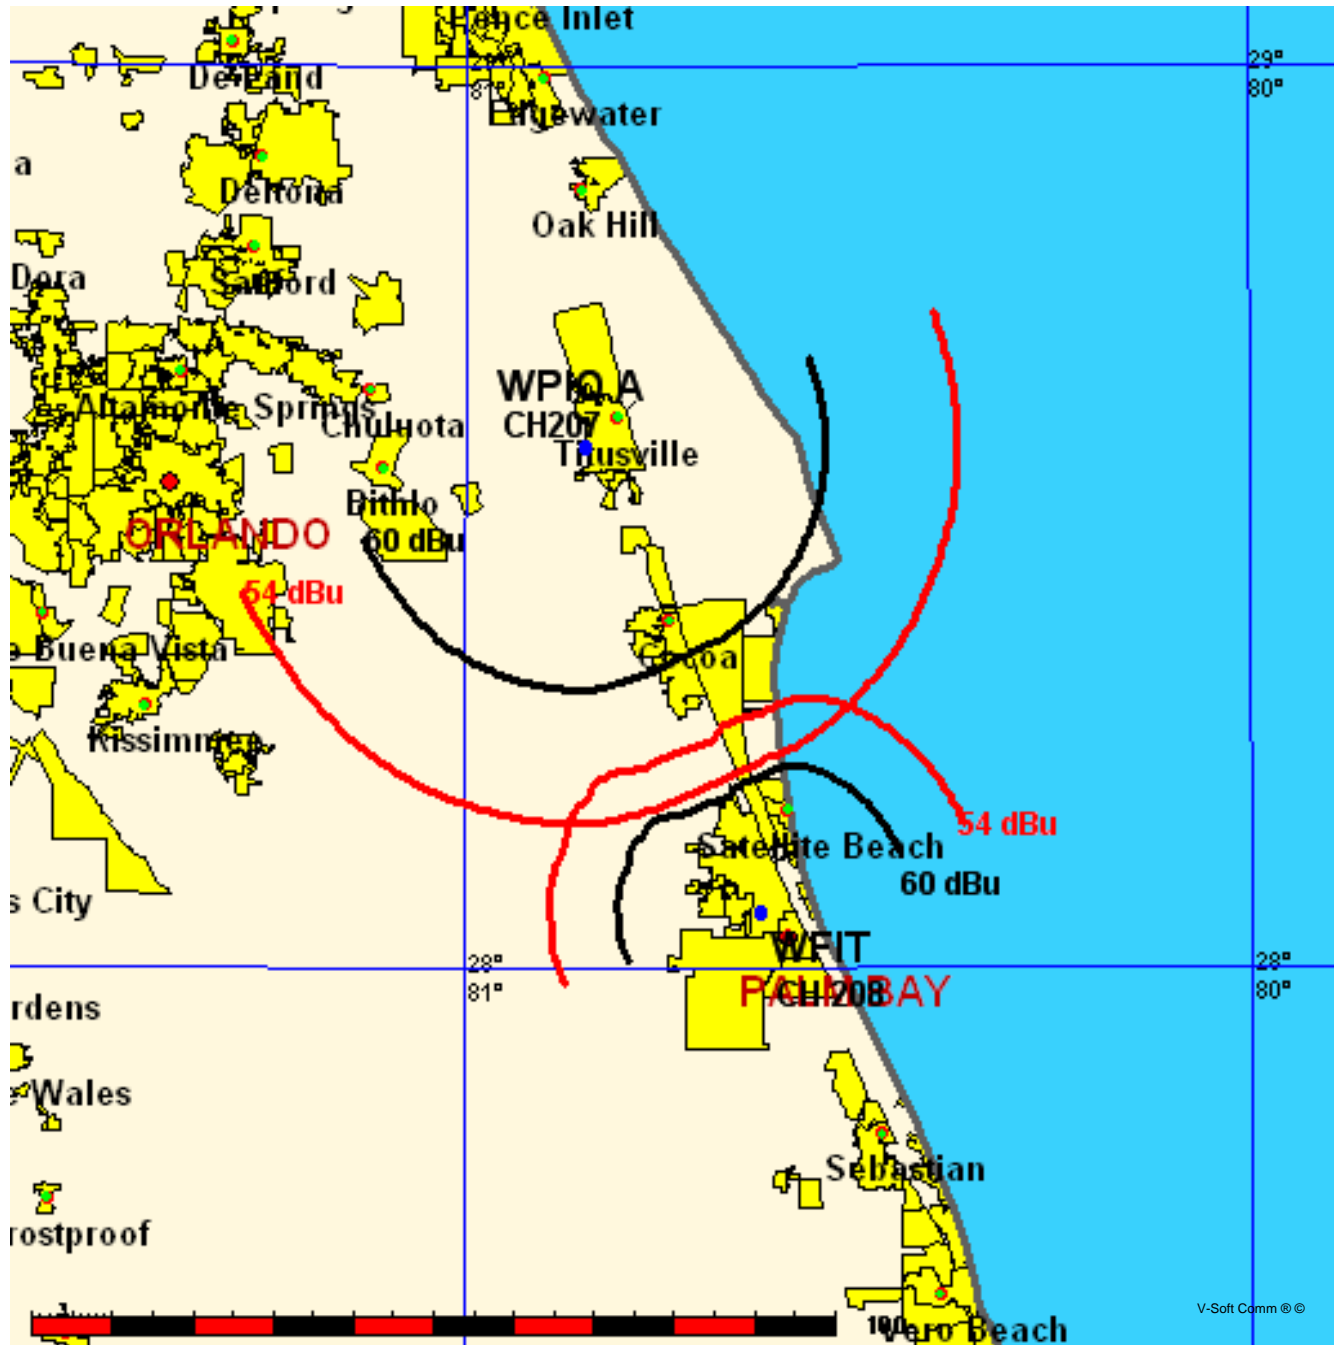 ence Inlet
29°
80°
81°
DeLand
Edgewater
a
Deltona
Oak Hill
Dora
Sanford
WPIO A
CH207
Altamonte Springs
Chuluota
Titusville
Bithlo
ORLANDO
60 dBu
54 dBu
Buena Vista
Cocoa
Kissimmee
54 dBu
Satellite Beach
60 dBu
s City
WFIT
28°
28°
81°
80°
PALM BAY
CH208
rdens
Wales
Sebastian
rostproof
V-Soft Comm ® ©
100
Vero Beach